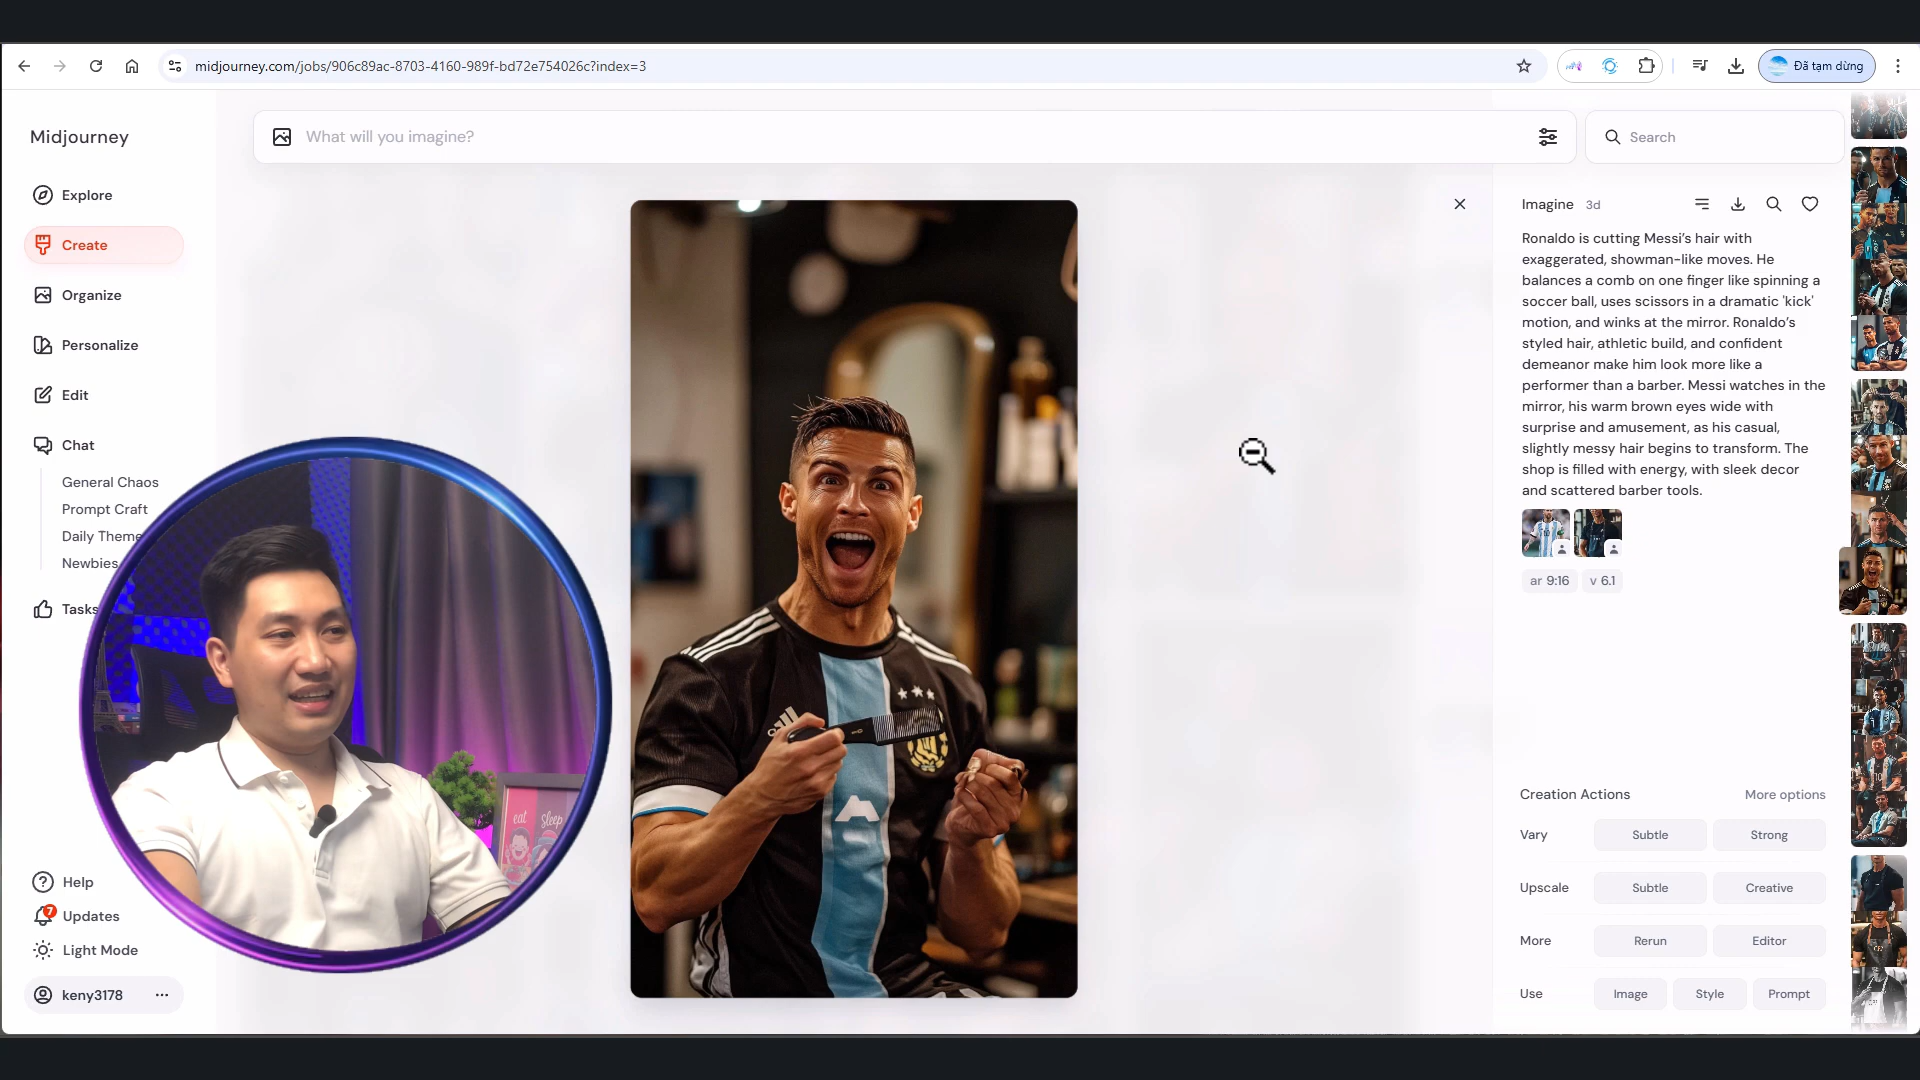 midjourney.com/jobs/906c89ac-8703-4160-989f-bd72e754026c?index=3
Đã tạm dừng
Midjourney
What will you imagine?
Search
Explore
Create
Organize
Personalize
Edit
Chat
General Chaos
Prompt Craft
Daily Theme
Newbies
Tasks
Help
7
Updates
Light Mode
keny3178
eat
Sleep
Imagine 3d
Ronaldo is cutting Messi’s hair with
exaggerated, showman-like moves. He
balances a comb on one finger like spinning a
soccer ball, uses scissors in a dramatic 'kick'
motion, and winks at the mirror. Ronaldo’s
styled hair, athletic build, and confident
demeanor make him look more like a
performer than a barber. Messi watches in the
mirror, his warm brown eyes wide with
surprise and amusement, as his casual,
slightly messy hair begins to transform. The
shop is filled with energy, with sleek decor
and scattered barber tools.
ar 9:16 v 6.1
Creation Actions More options
Vary Subtle Strong
Upscale Subtle Creative
More Rerun Editor
Use Image Style Prompt